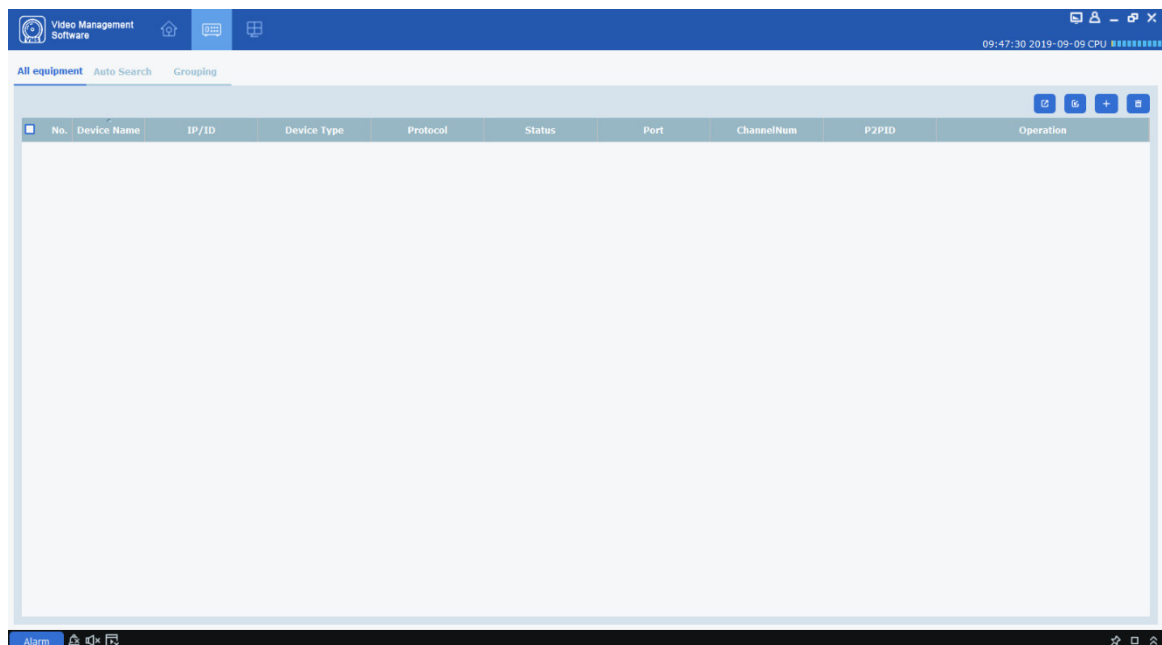 Video Management
Software
09:47:30 2019-09-09 CPU
All equipment Auto Search Grouping
No. Device Name IP/ID Device Type Protocol Status Port ChannelNum P2PID Operation
Alarm